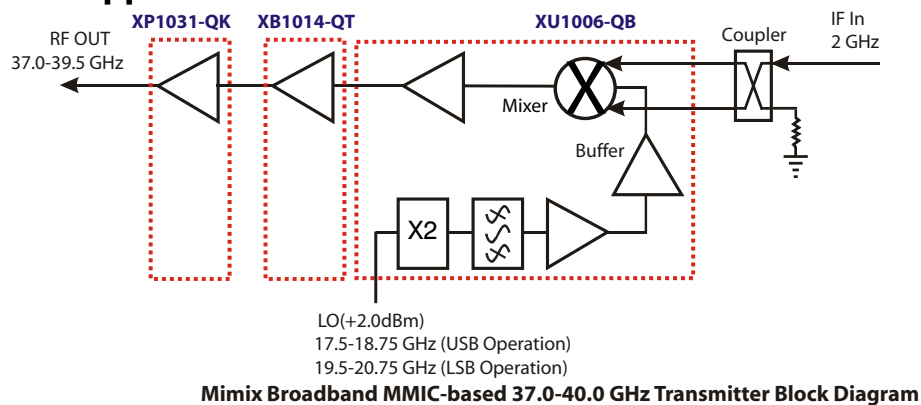 XP1031-QK
XB1014-QT
XU1006-QB
RF OUT
37.0-39.5 GHz
Coupler
IF In
2 GHz
Mixer
Buffer
X2
LO(+2.0dBm)
17.5-18.75 GHz (USB Operation)
19.5-20.75 GHz (LSB Operation)
Mimix Broadband MMIC-based 37.0-40.0 GHz Transmitter Block Diagram